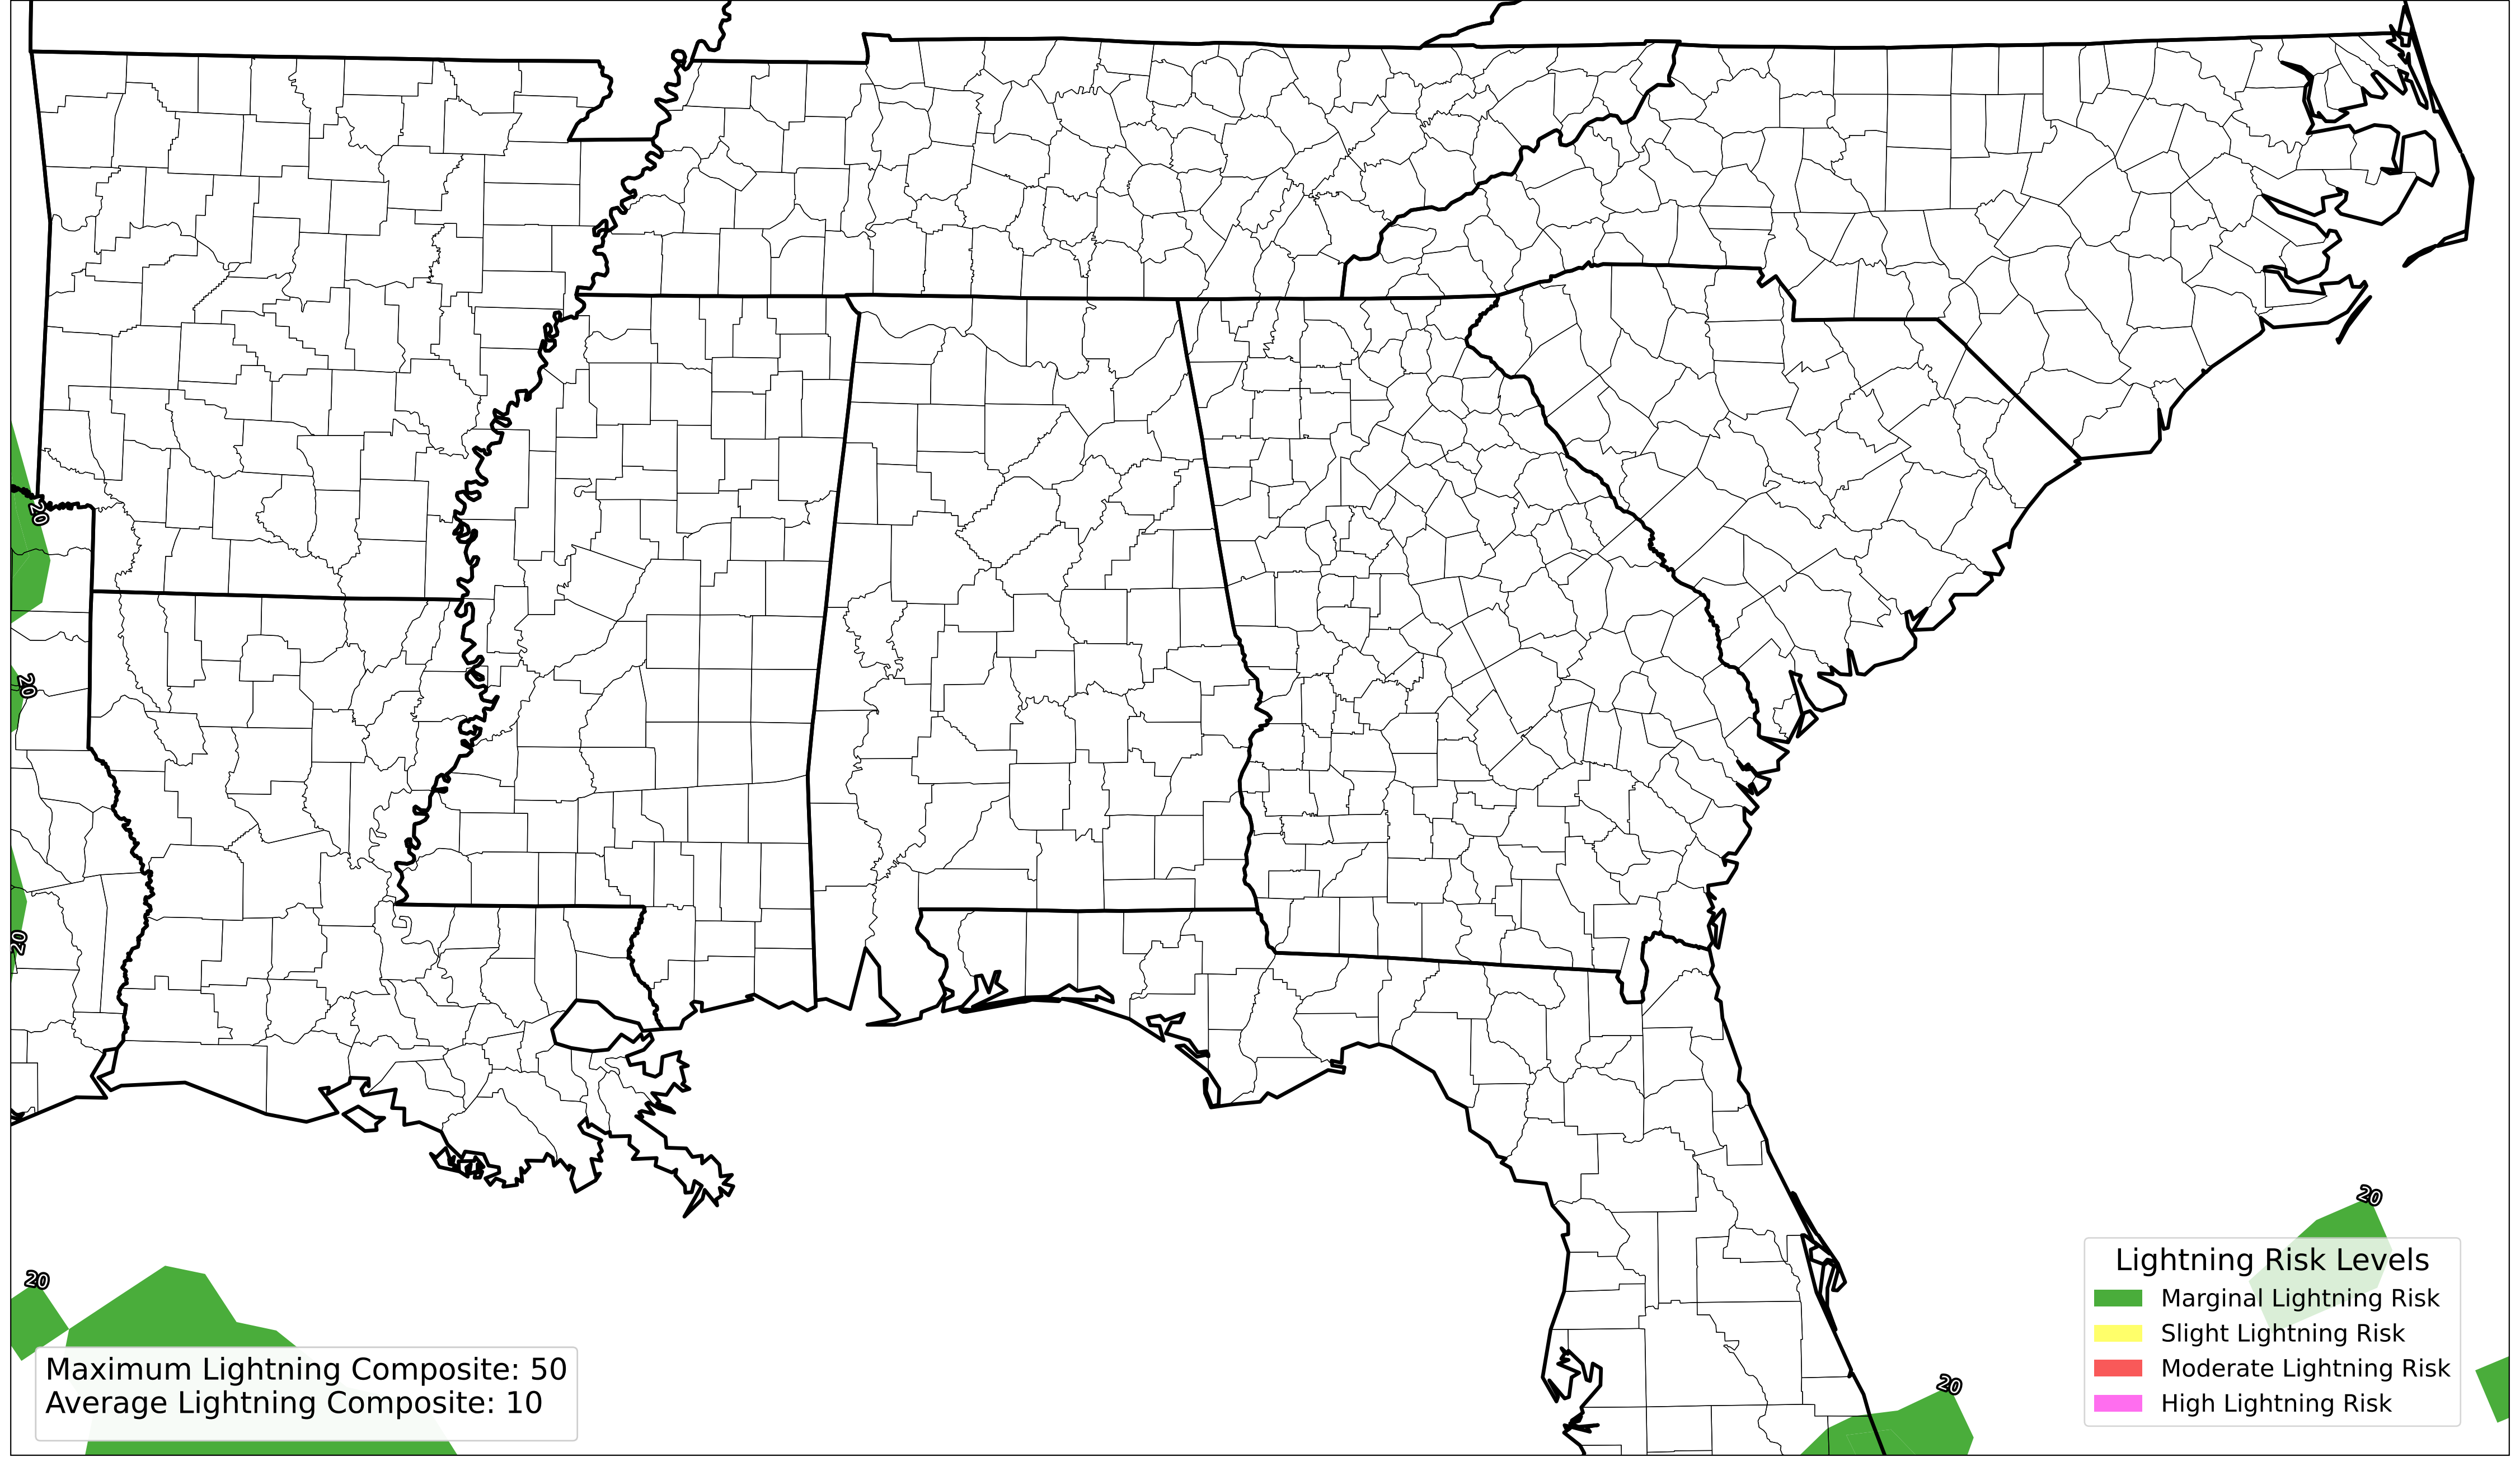 20
20
20
20
20
20
Maximum Lightning Composite: 50
Average Lightning Composite: 10
Lightning Risk Levels
Marginal Lightning Risk
Slight Lightning Risk
Moderate Lightning Risk
High Lightning Risk